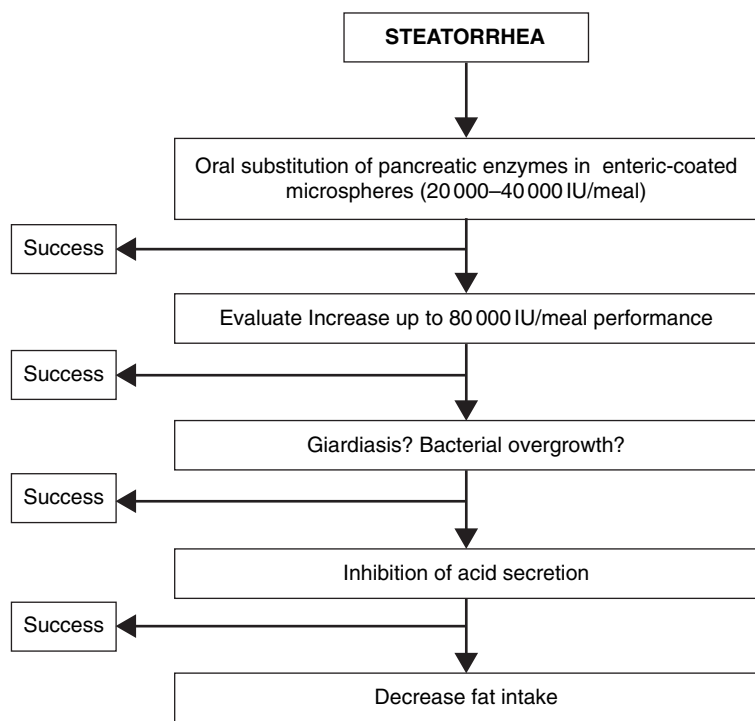 STEATORRHEA
Oral substitution of pancreatic enzymes in enteric-coated
microspheres (20 000–40 000 IU/meal)
Success
Evaluate Increase up to 80 000 IU/meal performance
Success
Giardiasis? Bacterial overgrowth?
Success
Inhibition of acid secretion
Success
Decrease fat intake